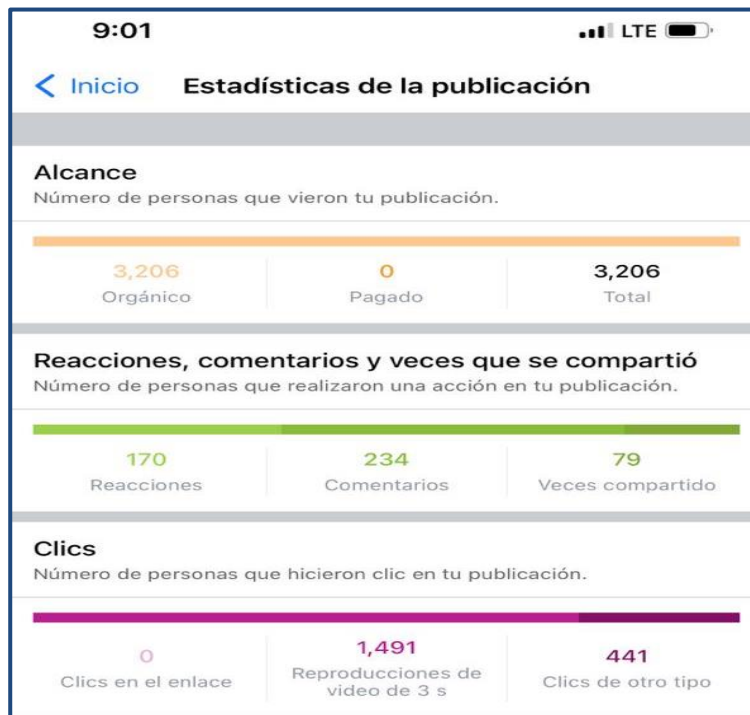 9:01 LTE
Inicio Estadísticas de la publicación
Alcance
Número de personas que vieron tu publicación.
3,206 0 3,206
Orgánico Pagado Total
Reacciones, comentarios y veces que se compartió
Número de personas que realizaron una acción en tu publicación.
170 234 79
Reacciones Comentarios Veces compartido
Clics
Número de personas que hicieron clic en tu publicación.
0 1,491 441
Clics en el enlace Reproducciones de video de 3 s Clics de otro tipo